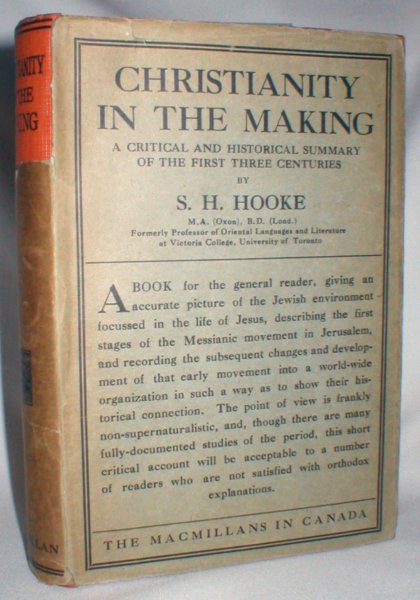 CHRISTIANITY
IN THE MAKING
A CRITICAL AND HISTORICAL SUMMARY
OF THE FIRST THREE CENTURIES
BY
S. H. HOOKE
M.A. (Oxon), B.D. (Lond.)
Formerly Professor of Oriental Languages and Literature
at Victoria College, University of Toronto
A BOOK for the general reader, giving an
accurate picture of the Jewish environment
focussed in the life of Jesus, describing the first
stages of the Messianic movement in Jerusalem,
and recording the subsequent changes and develop-
ment of that early movement into a world-wide
organization in such a way as to show their his-
torical connection. The point of view is frankly
non-supernaturalistic, and, though there are many
fully-documented studies of the period, this short
critical account will be acceptable to a number
of readers who are not satisfied with orthodox
explanations.
THE MACMILLANS IN CANADA
TIANITY
THE
KING
LLAN